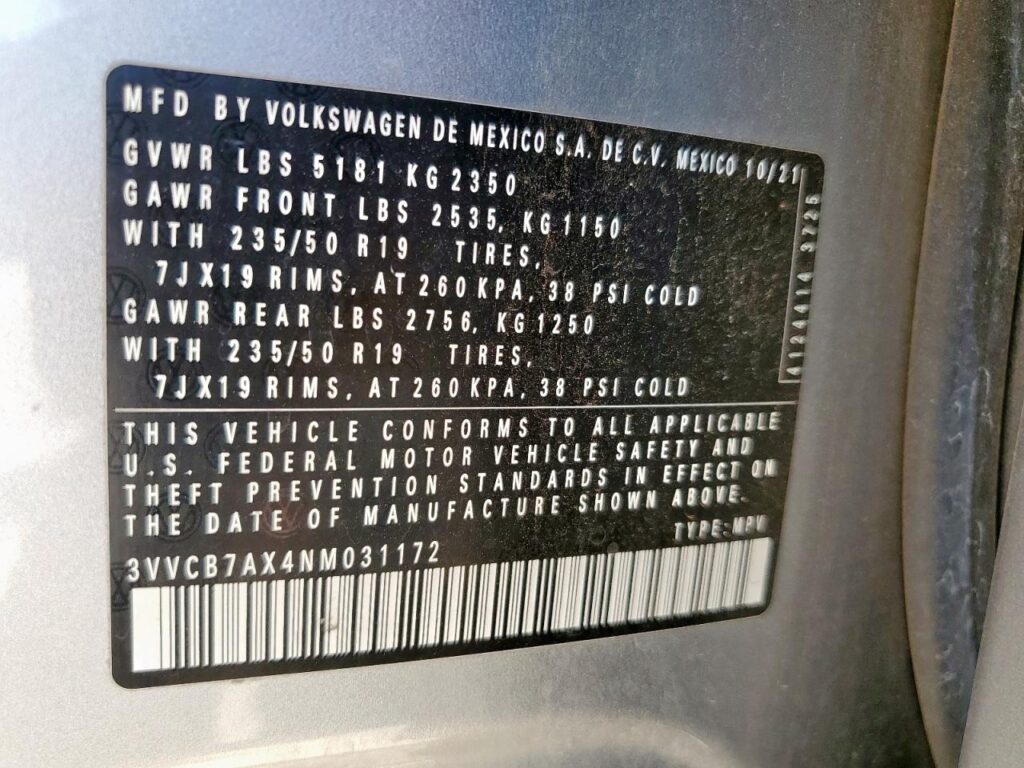 MFD BY VOLKSWAGEN DE MEXICO S.A. DE C.V. MEXICO 10/21
GVWR LBS 5181 KG 2350
GAWR FRONT LBS 2535, KG 1150
WITH 235/50 R19 TIRES,
7JX19 RIMS, AT 260 KPA, 38 PSI COLD
GAWR REAR LBS 2756, KG 1250
WITH 235/50 R19 TIRES,
7JX19 RIMS, AT 260 KPA, 38 PSI COLD
4124414 3725
THIS VEHICLE CONFORMS TO ALL APPLICABLE
U.S. FEDERAL MOTOR VEHICLE SAFETY AND
THEFT PREVENTION STANDARDS IN EFFECT ON
THE DATE OF MANUFACTURE SHOWN ABOVE.
TYPE: MPV
3VVCB7AX4NM031172